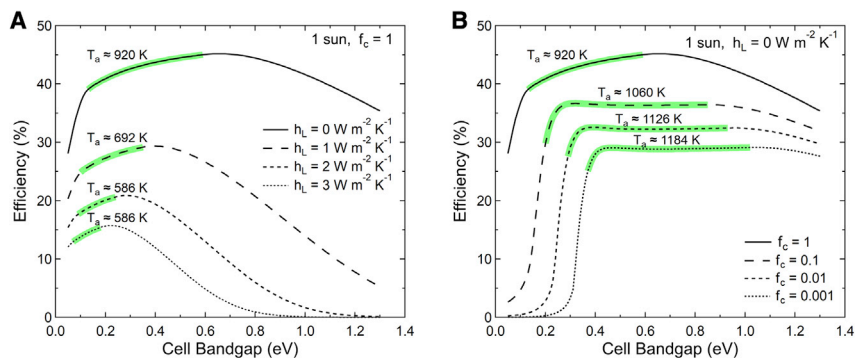 A
1 sun, f_c = 1
50
40
30
20
10
0
Efficiency (%)
T_a ≈ 920 K
T_a ≈ 692 K
T_a ≈ 586 K
T_a ≈ 586 K
h_L = 0 W m^-2 K^-1
h_L = 1 W m^-2 K^-1
h_L = 2 W m^-2 K^-1
h_L = 3 W m^-2 K^-1
0.0 0.2 0.4 0.6 0.8 1.0 1.2 1.4
Cell Bandgap (eV)
B
1 sun, h_L = 0 W m^-2 K^-1
50
40
30
20
10
0
Efficiency (%)
T_a ≈ 920 K
T_a ≈ 1060 K
T_a ≈ 1126 K
T_a ≈ 1184 K
f_c = 1
f_c = 0.1
f_c = 0.01
f_c = 0.001
0.0 0.2 0.4 0.6 0.8 1.0 1.2 1.4
Cell Bandgap (eV)